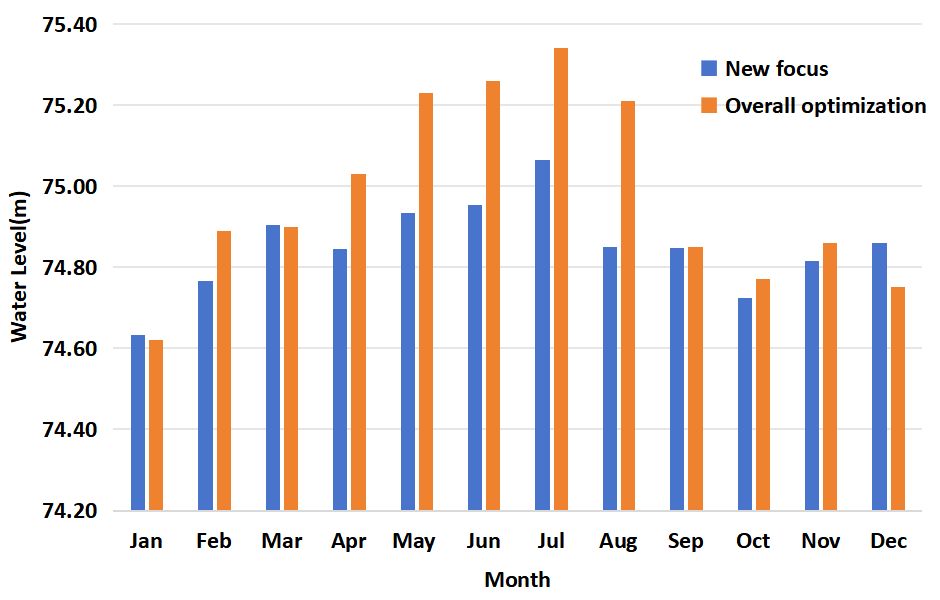 75.40
75.20
75.00
74.80
74.60
74.40
74.20
Water Level(m)
New focus
Overall optimization
Jan Feb Mar Apr May Jun Jul Aug Sep Oct Nov Dec
Month